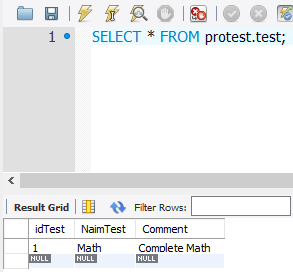 1 SELECT * FROM protest.test;
Result Grid Filter Rows:
idTest NaimTest Comment
1 Math Complete Math
NULL NULL NULL